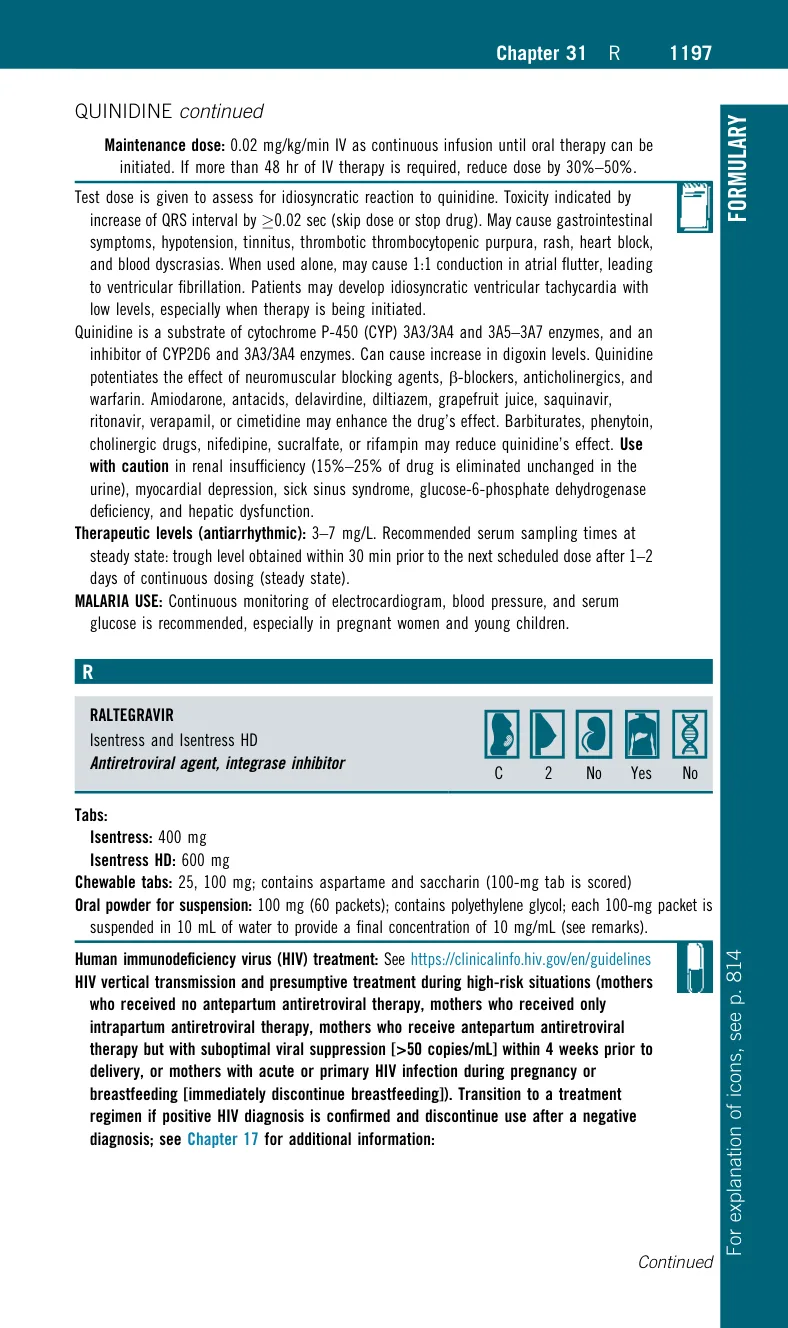 Chapter 31 R 1197
QUINIDINE continued
Maintenance dose: 0.02 mg/kg/min IV as continuous infusion until oral therapy can be
initiated. If more than 48 hr of IV therapy is required, reduce dose by 30%–50%.
Test dose is given to assess for idiosyncratic reaction to quinidine. Toxicity indicated by
increase of QRS interval by ≥0.02 sec (skip dose or stop drug). May cause gastrointestinal
symptoms, hypotension, tinnitus, thrombotic thrombocytopenic purpura, rash, heart block,
and blood dyscrasias. When used alone, may cause 1:1 conduction in atrial flutter, leading
to ventricular fibrillation. Patients may develop idiosyncratic ventricular tachycardia with
low levels, especially when therapy is being initiated.
Quinidine is a substrate of cytochrome P-450 (CYP) 3A3/3A4 and 3A5–3A7 enzymes, and an
inhibitor of CYP2D6 and 3A3/3A4 enzymes. Can cause increase in digoxin levels. Quinidine
potentiates the effect of neuromuscular blocking agents, β-blockers, anticholinergics, and
warfarin. Amiodarone, antacids, delavirdine, diltiazem, grapefruit juice, saquinavir,
ritonavir, verapamil, or cimetidine may enhance the drug's effect. Barbiturates, phenytoin,
cholinergic drugs, nifedipine, sucralfate, or rifampin may reduce quinidine's effect. Use
with caution in renal insufficiency (15%–25% of drug is eliminated unchanged in the
urine), myocardial depression, sick sinus syndrome, glucose-6-phosphate dehydrogenase
deficiency, and hepatic dysfunction.
Therapeutic levels (antiarrhythmic): 3–7 mg/L. Recommended serum sampling times at
steady state: trough level obtained within 30 min prior to the next scheduled dose after 1–2
days of continuous dosing (steady state).
MALARIA USE: Continuous monitoring of electrocardiogram, blood pressure, and serum
glucose is recommended, especially in pregnant women and young children.
R
RALTEGRAVIR
Isentress and Isentress HD
Antiretroviral agent, integrase inhibitor
C 2 No Yes No
Tabs:
Isentress: 400 mg
Isentress HD: 600 mg
Chewable tabs: 25, 100 mg; contains aspartame and saccharin (100-mg tab is scored)
Oral powder for suspension: 100 mg (60 packets); contains polyethylene glycol; each 100-mg packet is
suspended in 10 mL of water to provide a final concentration of 10 mg/mL (see remarks).
Human immunodeficiency virus (HIV) treatment: See https://clinicalinfo.hiv.gov/en/guidelines
HIV vertical transmission and presumptive treatment during high-risk situations (mothers
who received no antepartum antiretroviral therapy, mothers who received only
intrapartum antiretroviral therapy, mothers who receive antepartum antiretroviral
therapy but with suboptimal viral suppression [>50 copies/mL] within 4 weeks prior to
delivery, or mothers with acute or primary HIV infection during pregnancy or
breastfeeding [immediately discontinue breastfeeding]). Transition to a treatment
regimen if positive HIV diagnosis is confirmed and discontinue use after a negative
diagnosis; see Chapter 17 for additional information:
Continued
FORMULARY
For explanation of icons, see p. 814